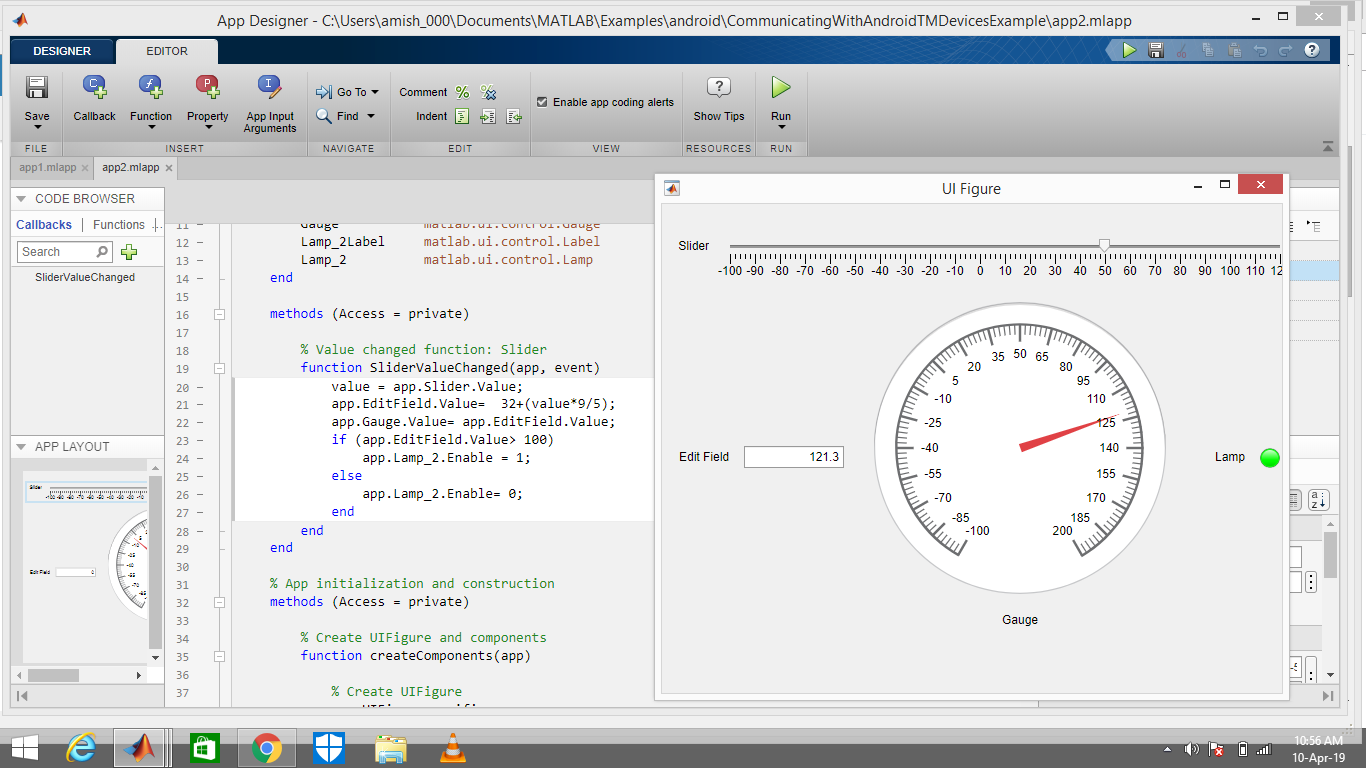 App Designer - C:\Users\amish_000\Documents\MATLAB\Examples\android\CommunicatingWithAndroidTMDevicesExample\app2.mlapp
DESIGNER
EDITOR
Save
Callback
Function
Property
App Input
Arguments
Go To
Find
Comment
Indent
Enable app coding alerts
Show Tips
Run
FILE
INSERT
NAVIGATE
EDIT
VIEW
RESOURCES
RUN
app1.mlapp
app2.mlapp
CODE BROWSER
Callbacks
Functions
Search
SliderValueChanged
APP LAYOUT
11 Gauge matlab.ui.control.Gauge
12 Lamp_2Label matlab.ui.control.Label
13 Lamp_2 matlab.ui.control.Lamp
14 end
15
16 methods (Access = private)
17
18 % Value changed function: Slider
19 function SliderValueChanged(app, event)
20 value = app.Slider.Value;
21 app.EditField.Value=  32+(value*9/5);
22 app.Gauge.Value= app.EditField.Value;
23 if (app.EditField.Value> 100)
24 app.Lamp_2.Enable = 1;
25 else
26 app.Lamp_2.Enable= 0;
27 end
28 end
29 end
30
31 % App initialization and construction
32 methods (Access = private)
33
34 % Create UIFigure and components
35 function createComponents(app)
36
37 % Create UIFigure
UI Figure
Slider
-100 -90 -80 -70 -60 -50 -40 -30 -20 -10 0 10 20 30 40 50 60 70 80 90 100 110 12
-100 -85 -70 -55 -40 -25 -10 5 20 35 50 65 80 95 110 125 140 155 170 185 200
Edit Field 121.3
Lamp
Gauge
Slider
Edit Field
10:56 AM
10-Apr-19